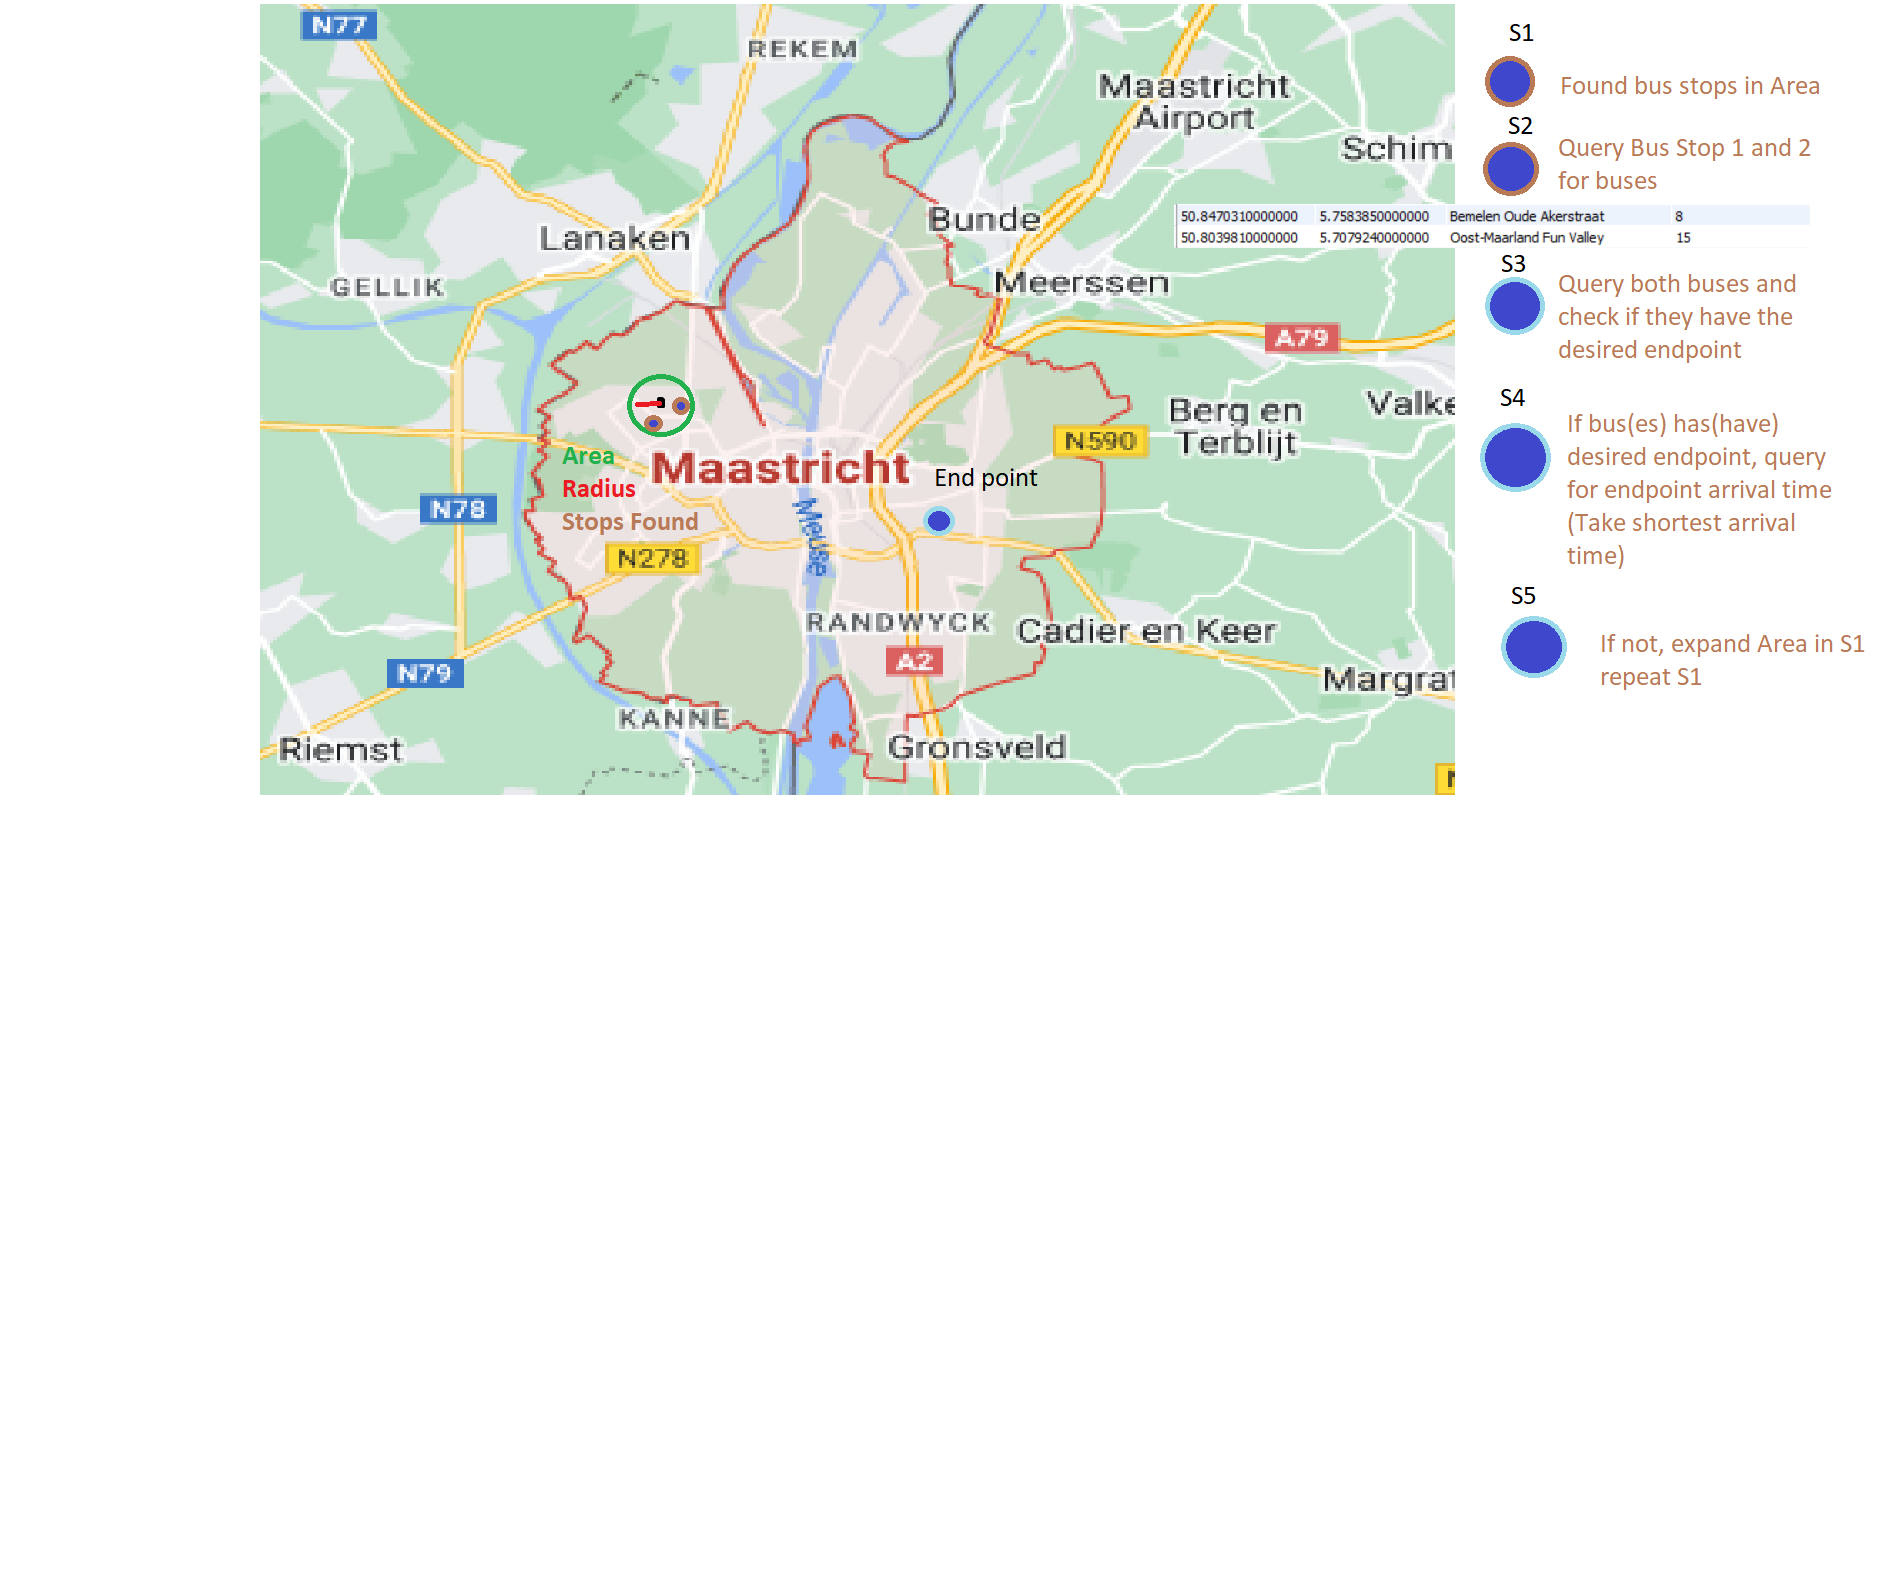 N77
REKEM
Maastricht
Airport
Schim
Bunde
Lanaken
GELLIK
Meerssen
A79
Berg en
Terblijt
Valke
N590
Area
Radius
Stops Found
Maastricht
End point
N78
Meuse
N278
RANDWYCK
Cadier en Keer
A2
N79
Margrat
KANNE
Riemst
Gronsveld
S1
Found bus stops in Area
S2
Query Bus Stop 1 and 2
for buses
50.8470310000000 5.7583850000000 Bemelen Oude Akerstraat 8
50.8039810000000 5.7079240000000 Oost-Maarland Fun Valley 15
S3
Query both buses and
check if they have the
desired endpoint
S4
If bus(es) has(have)
desired endpoint, query
for endpoint arrival time
(Take shortest arrival
time)
S5
If not, expand Area in S1
repeat S1